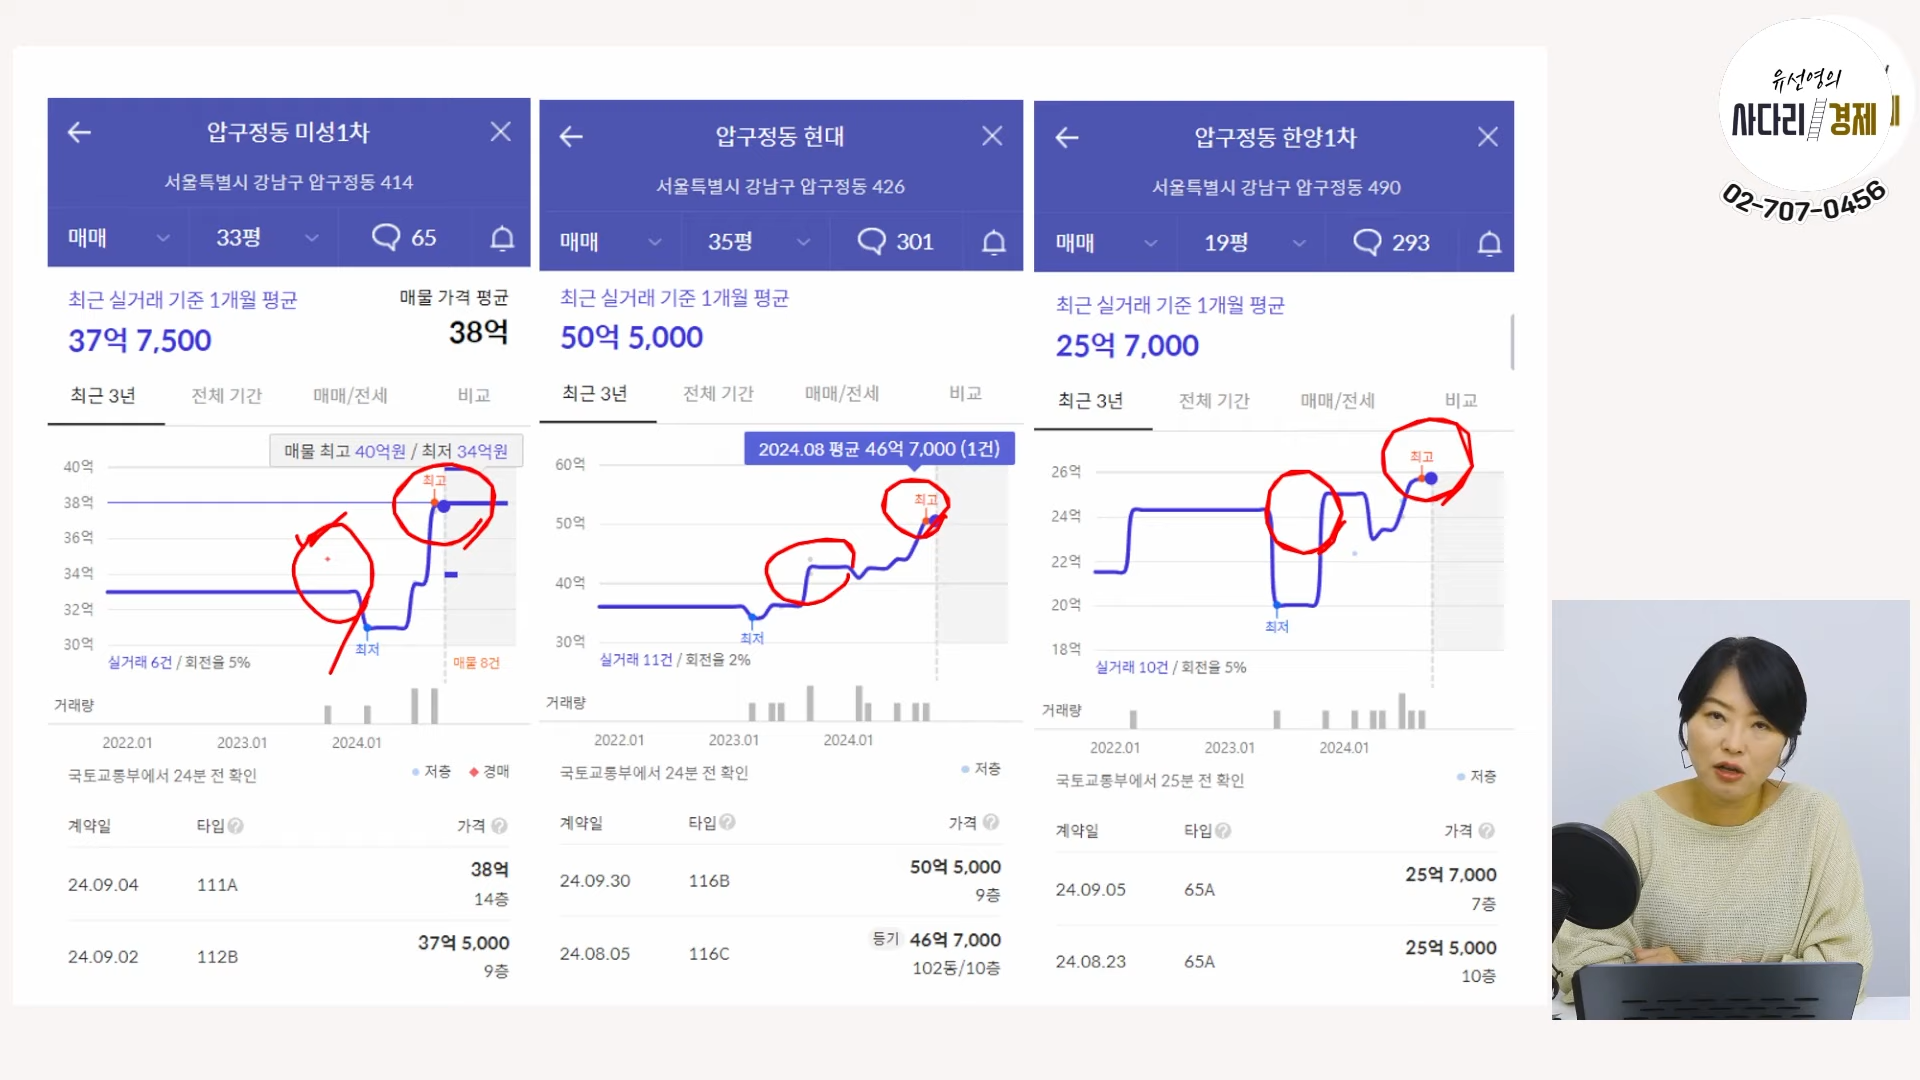 압구정동 미성1차
서울특별시 강남구 압구정동 414
매매
33평
65
최근 실거래 기준 1개월 평균
37억 7,500
매물 가격 평균
38억
최근 3년
전체 기간
매매/전세
비교
매물 최고 40억원 / 최저 34억원
40억
38억
36억
34억
32억
30억
최고
최저
실거래 6건 / 회전율 5%
매물 8건
거래량
2022.01
2023.01
2024.01
국토교통부에서 24분 전 확인
저층
경매
계약일
타입
가격
24.09.04
111A
38억
14층
24.09.02
112B
37억 5,000
9층
압구정동 현대
서울특별시 강남구 압구정동 426
매매
35평
301
최근 실거래 기준 1개월 평균
50억 5,000
최근 3년
전체 기간
매매/전세
비교
2024.08 평균 46억 7,000 (1건)
60억
50억
40억
30억
최고
최저
실거래 11건 / 회전율 2%
거래량
2022.01
2023.01
2024.01
국토교통부에서 24분 전 확인
저층
계약일
타입
가격
24.09.30
116B
50억 5,000
9층
24.08.05
116C
등기 46억 7,000
102동/10층
압구정동 한양1차
서울특별시 강남구 압구정동 490
매매
19평
293
최근 실거래 기준 1개월 평균
25억 7,000
최근 3년
전체 기간
매매/전세
비교
26억
24억
22억
20억
18억
최고
최저
실거래 10건 / 회전율 5%
거래량
2022.01
2023.01
2024.01
국토교통부에서 25분 전 확인
저층
계약일
타입
가격
24.09.05
65A
25억 7,000
7층
24.08.23
65A
25억 5,000
10층
유선영의
사다리 경제
02-707-0456